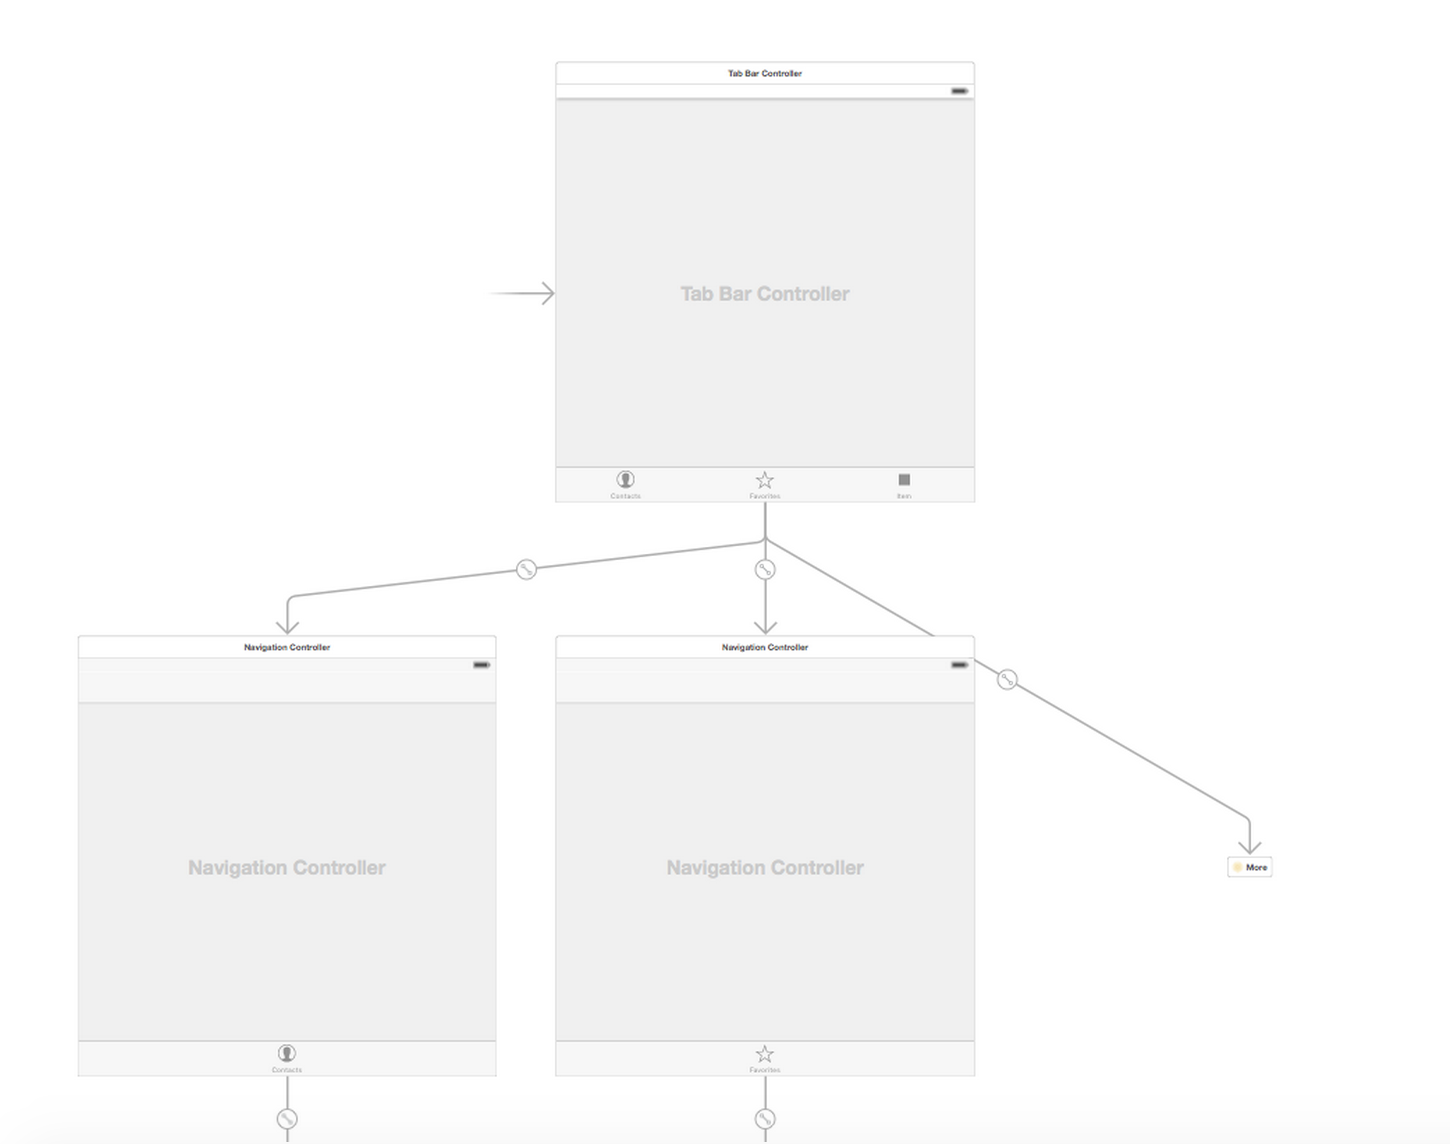 Tab Bar Controller
Tab Bar Controller
Contacts
Favorites
Item
Navigation Controller
Navigation Controller
Navigation Controller
Navigation Controller
More
Contacts
Favorites